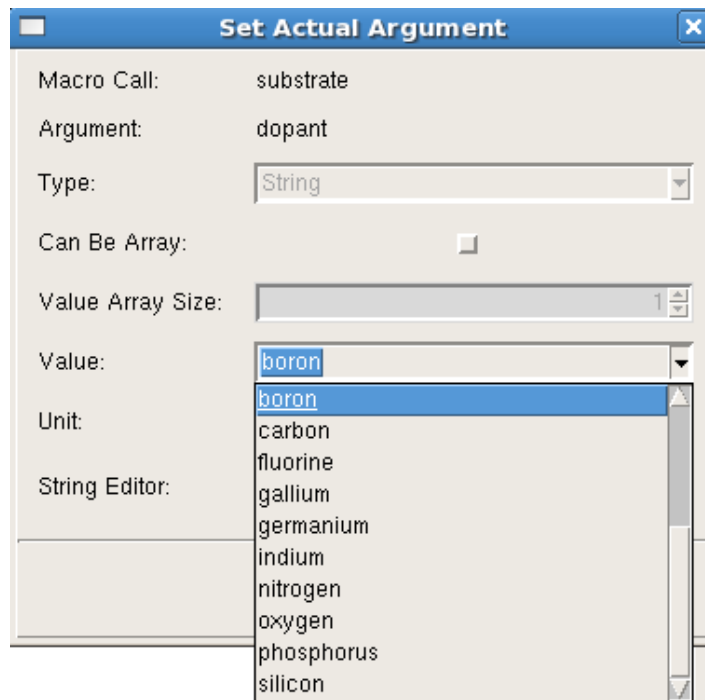 Set Actual Argument
Macro Call: substrate
Argument: dopant
Type: String
Can Be Array:
Value Array Size: 1
Value: boron
Unit:
String Editor:
boron
carbon
fluorine
gallium
germanium
indium
nitrogen
oxygen
phosphorus
silicon